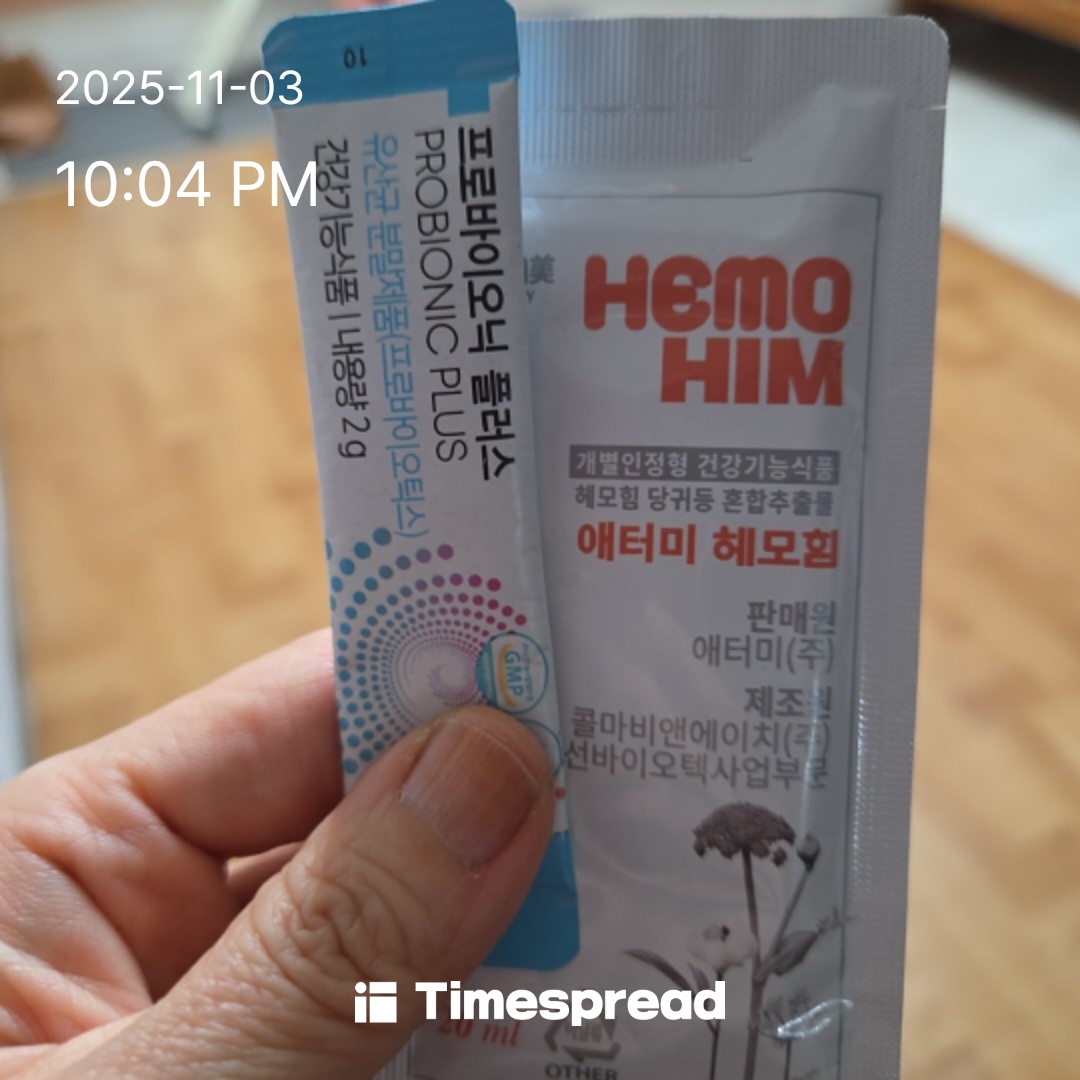 2025-11-03
10:04 PM
10
프로바이오닉 플러스
PROBIONIC PLUS
유산균 분말제품(프로바이오틱스)
건강기능식품 | 내용량 2g
GMP
美
HEMO
HIM
개별인정형 건강기능식품
헤모힘 당귀등 혼합추출물
애터미 헤모힘
판매원
애터미(주)
제조원
콜마비앤에이치(주)
선바이오텍사업부문
20 ml
OTHER
Timespread